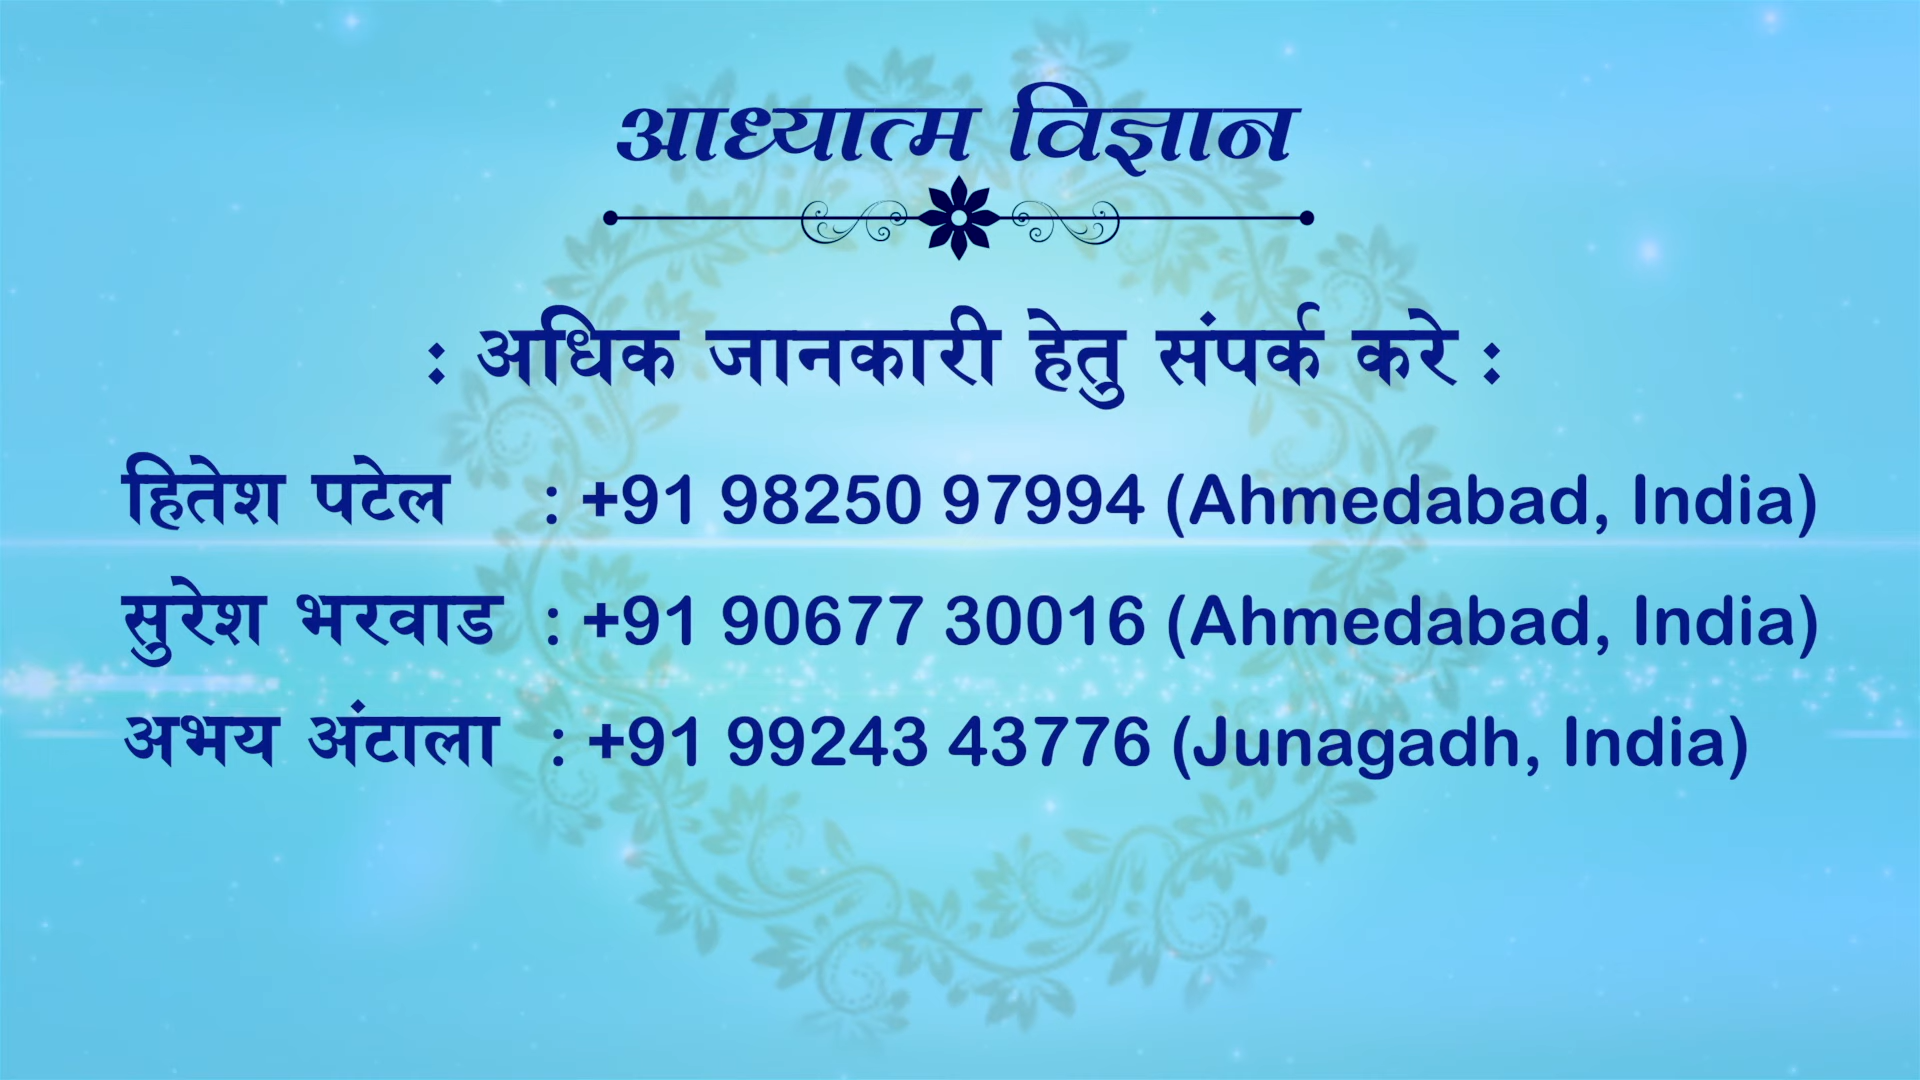 आध्यात्म विज्ञान
: अधिक जानकारी हेतु संपर्क करे :
हितेश पटेल : +91 98250 97994 (Ahmedabad, India)
सुरेश भरवाड : +91 90677 30016 (Ahmedabad, India)
अभय अंटाला : +91 99243 43776 (Junagadh, India)